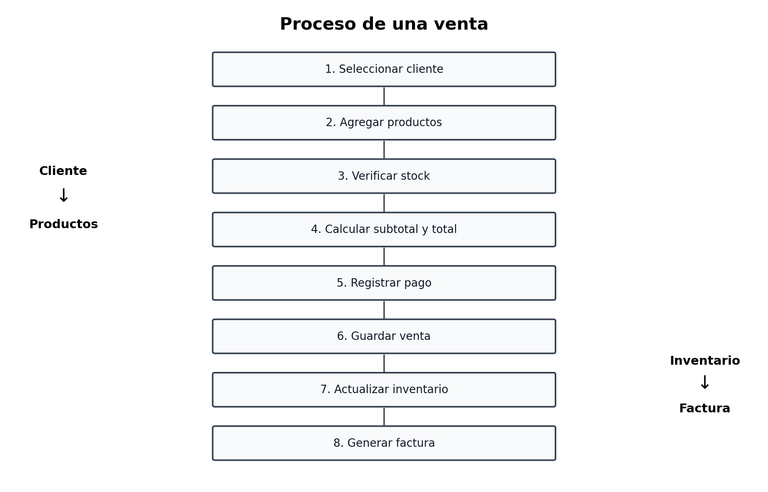 Proceso de una venta
1. Seleccionar cliente
2. Agregar productos
3. Verificar stock
4. Calcular subtotal y total
5. Registrar pago
6. Guardar venta
7. Actualizar inventario
8. Generar factura
Cliente
↓
Productos
Inventario
↓
Factura